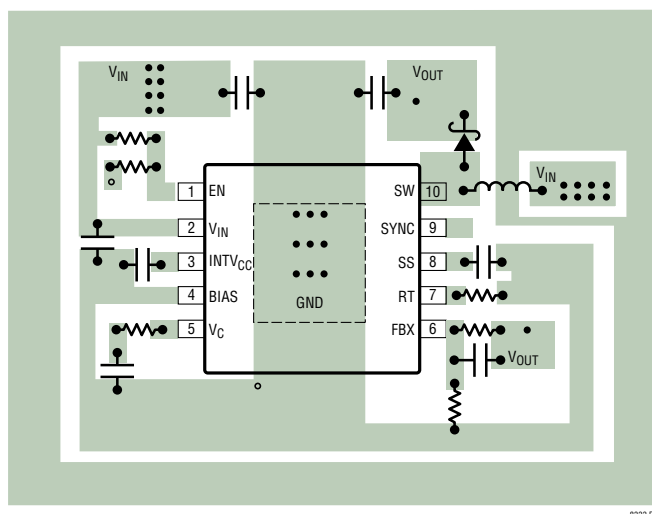 VIN
VOUT
VIN
1 EN
2 VIN
3 INTVCC
4 BIAS
5 VC
GND
SW 10
SYNC 9
SS 8
RT 7
FBX 6
VOUT